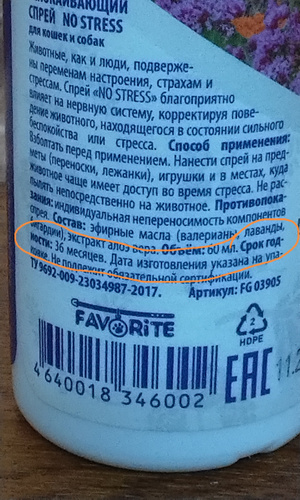 УСПОКАИВАЮЩИЙ
СПРЕЙ NO STRESS
для кошек и собак
Животные, как и люди, подверже-
ны переменам настроения, страхам и
стрессам. Спрей «NO STRESS» благоприятно
влияет на нервную систему, корректируя пове-
дение животного, находящегося в состоянии сильного
беспокойства или стресса. Способ применения:
Взболтать перед применением. Нанести спрей на пред-
меты (переноски, лежанки), игрушки и в местах, куда
животное чаще имеет доступ во время стресса. Не рас-
пылять непосредственно на животное. Противопока-
зания: индивидуальная непереносимость компонентов
спрея. Состав: эфирные масла (валерианы, лаванды,
экстракт алоэ вера. Объём: 60 мл. Срок год-
ности: 36 месяцев. Дата изготовления указана на упа-
ковке. Не подлежит обязательной сертификации.
ТУ 9692-009-23034987-2017. Артикул: FG 03905
FAVORITE
2
HDPE
4 640018 346002
EAC
11.2